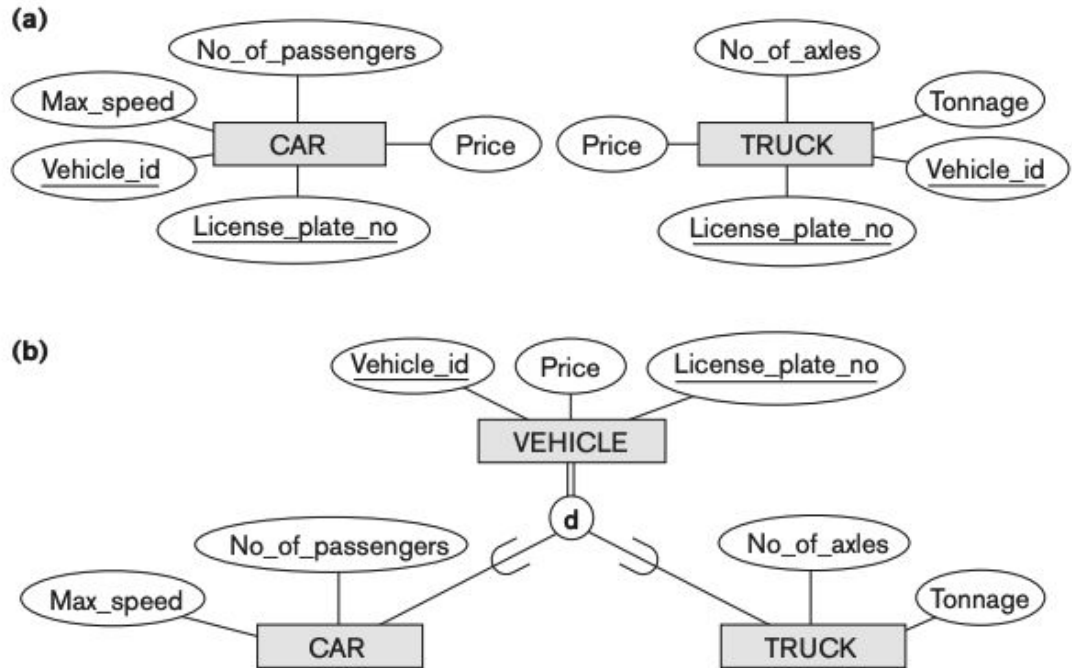 (a)
No_of_passengers
No_of_axles
Max_speed
Tonnage
CAR
Price
Price
TRUCK
Vehicle_id
Vehicle_id
License_plate_no
License_plate_no
(b)
Vehicle_id
Price
License_plate_no
VEHICLE
d
No_of_passengers
No_of_axles
Max_speed
Tonnage
CAR
TRUCK